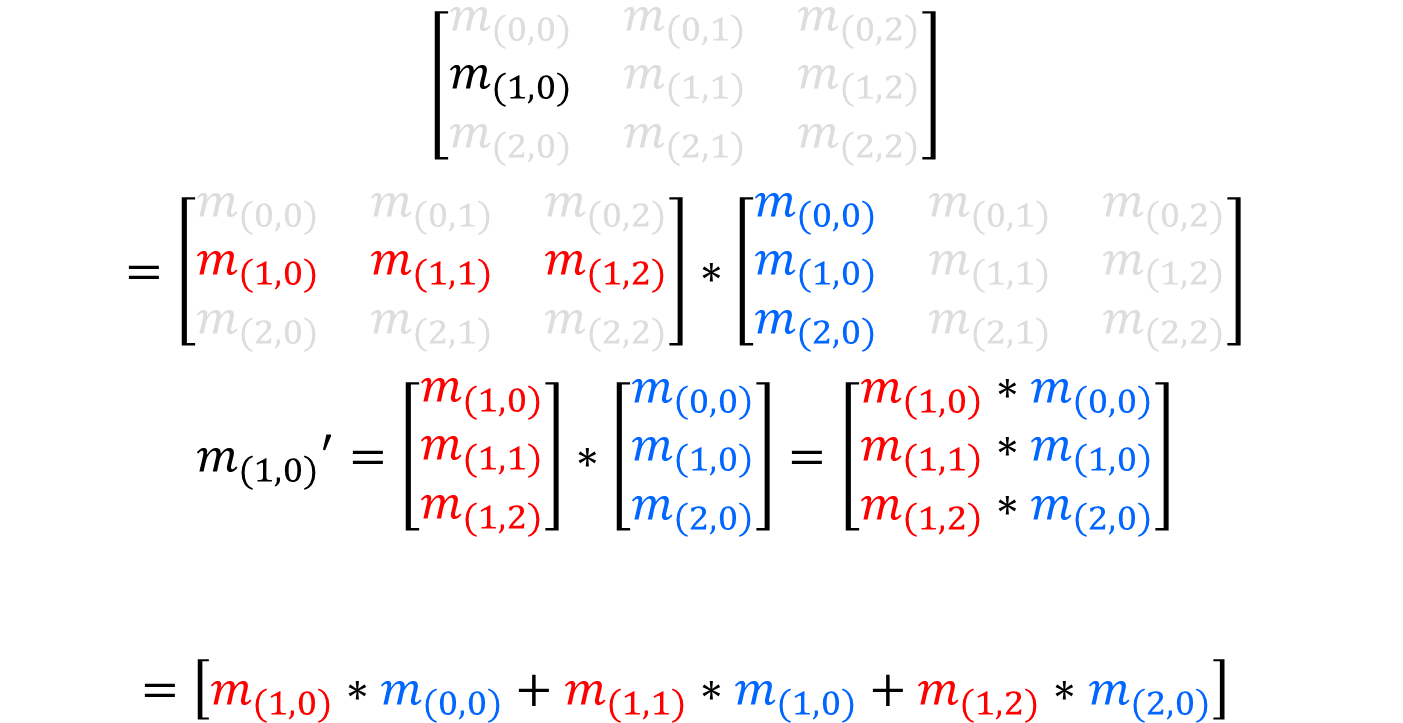 [m(0,0) m(0,1) m(0,2)]
[m(1,0) m(1,1) m(1,2)]
[m(2,0) m(2,1) m(2,2)]
[m(0,0) m(0,1) m(0,2)] [m(0,0) m(0,1) m(0,2)]
= [m(1,0) m(1,1) m(1,2)] * [m(1,0) m(1,1) m(1,2)]
[m(2,0) m(2,1) m(2,2)] [m(2,0) m(2,1) m(2,2)]
[m(1,0)] [m(0,0)] [m(1,0) * m(0,0)]
m(1,0)′ = [m(1,1)] * [m(1,0)] = [m(1,1) * m(1,0)]
[m(1,2)] [m(2,0)] [m(1,2) * m(2,0)]
= [m(1,0) * m(0,0) + m(1,1) * m(1,0) + m(1,2) * m(2,0)]